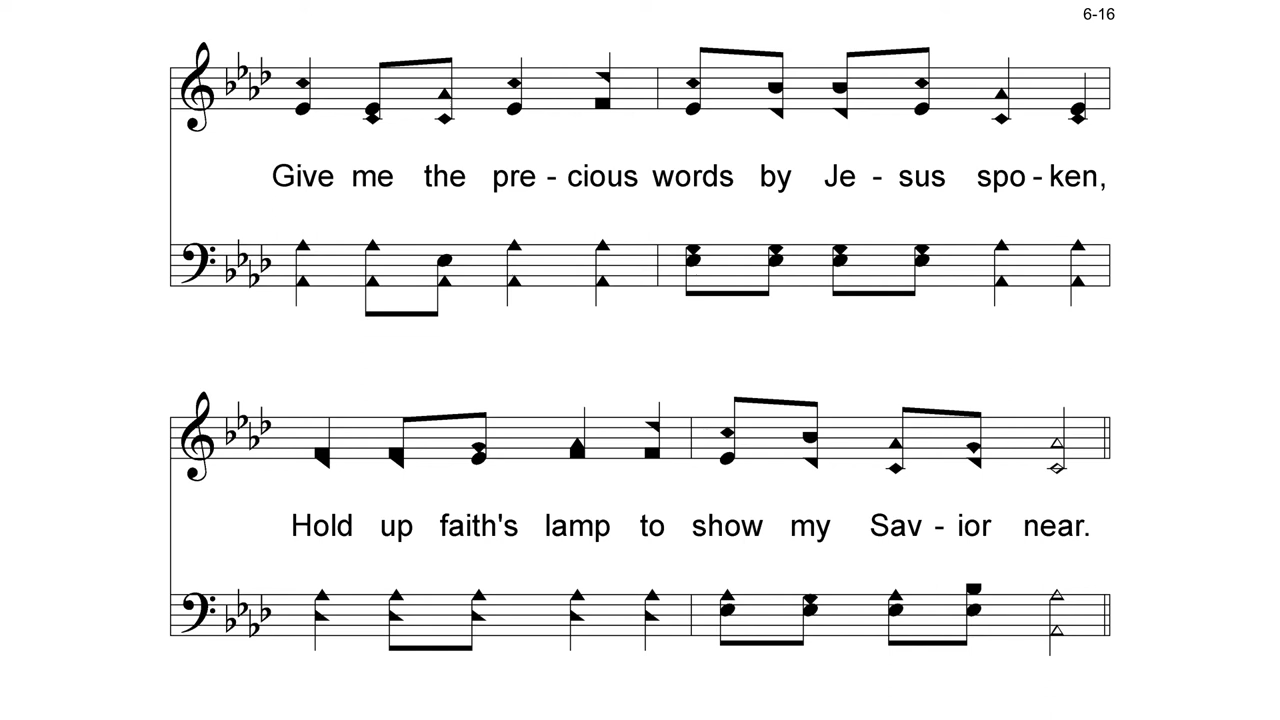 6-16
Give me the pre - cious words by Je - sus spo - ken,
Hold up faith's lamp to show my Sav - ior near.